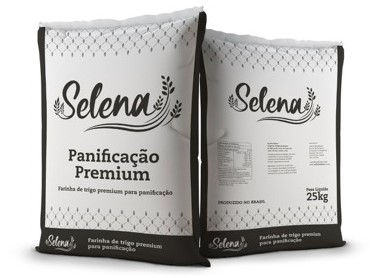 Selena
Panificação
Premium
Farinha de trigo premium para panificação
Selena
Farinha de trigo premium
para panificação
Selena
PRODUZIDO NO BRASIL
Peso Líquido
25kg
Selena
Farinha de trigo premium
para panificação